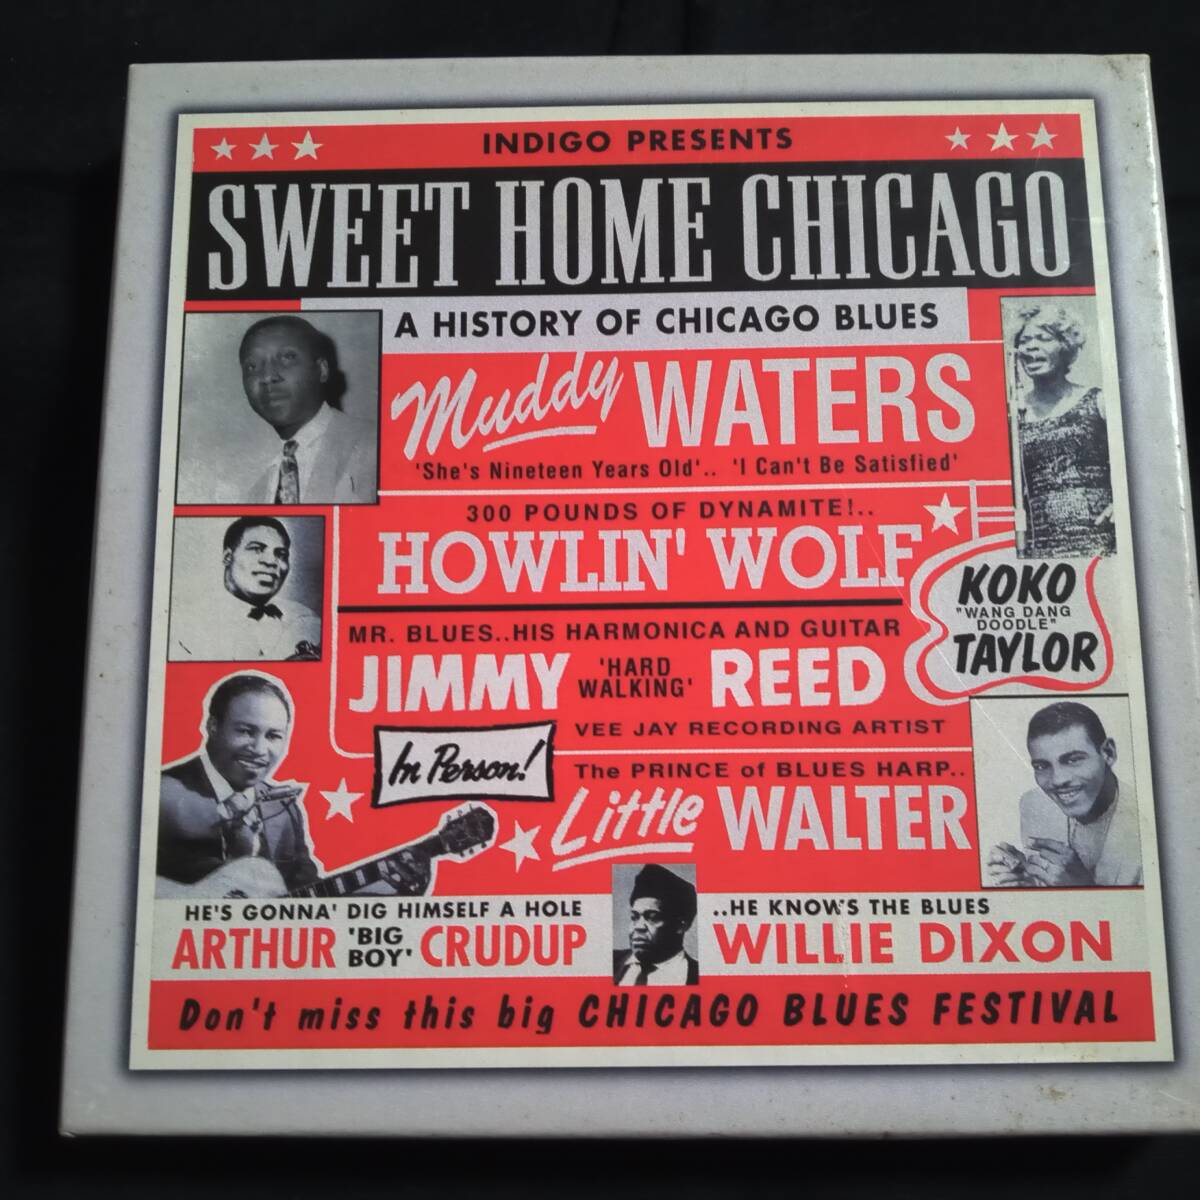 INDIGO PRESENTS
SWEET HOME CHICAGO
A HISTORY OF CHICAGO BLUES
Muddy WATERS
'She's Nineteen Years Old'.. 'I Can't Be Satisfied'
300 POUNDS OF DYNAMITE!..
HOWLIN' WOLF
KOKO
"WANG DANG
DOODLE"
TAYLOR
MR. BLUES..HIS HARMONICA AND GUITAR
JIMMY 'HARD WALKING' REED
VEE JAY RECORDING ARTIST
In Person!
The PRINCE of BLUES HARP..
Little WALTER
HE'S GONNA' DIG HIMSELF A HOLE
ARTHUR 'BIG BOY' CRUDUP
..HE KNOW'S THE BLUES
WILLIE DIXON
Don't miss this big CHICAGO BLUES FESTIVAL